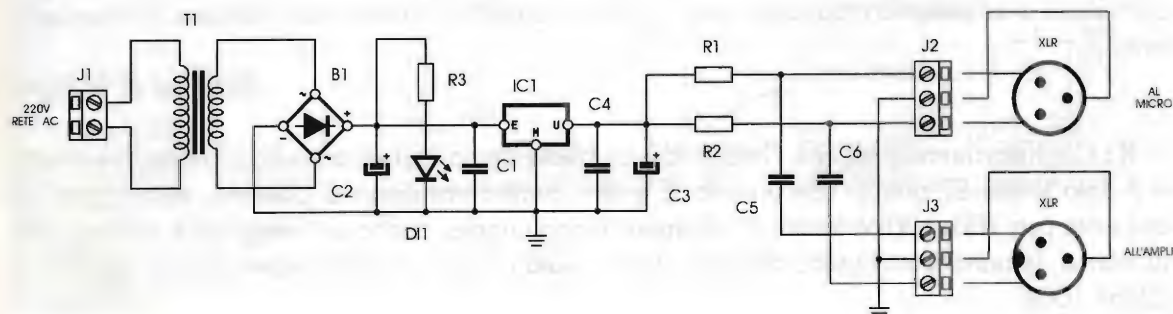 T1
J1
220V
RETE AC
B1
~
+
-
~
C2
R3
DI1
IC1
E
M
U
C1
C4
+
C3
R1
R2
C5
C6
J2
XLR
AL
MICRO
J3
XLR
ALL'AMPLI